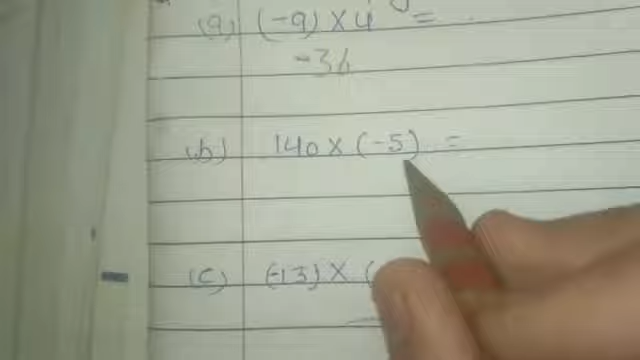 (a) (-9) × 4 =
-36
(b) 140 × (-5) =
(c) (-13) × (